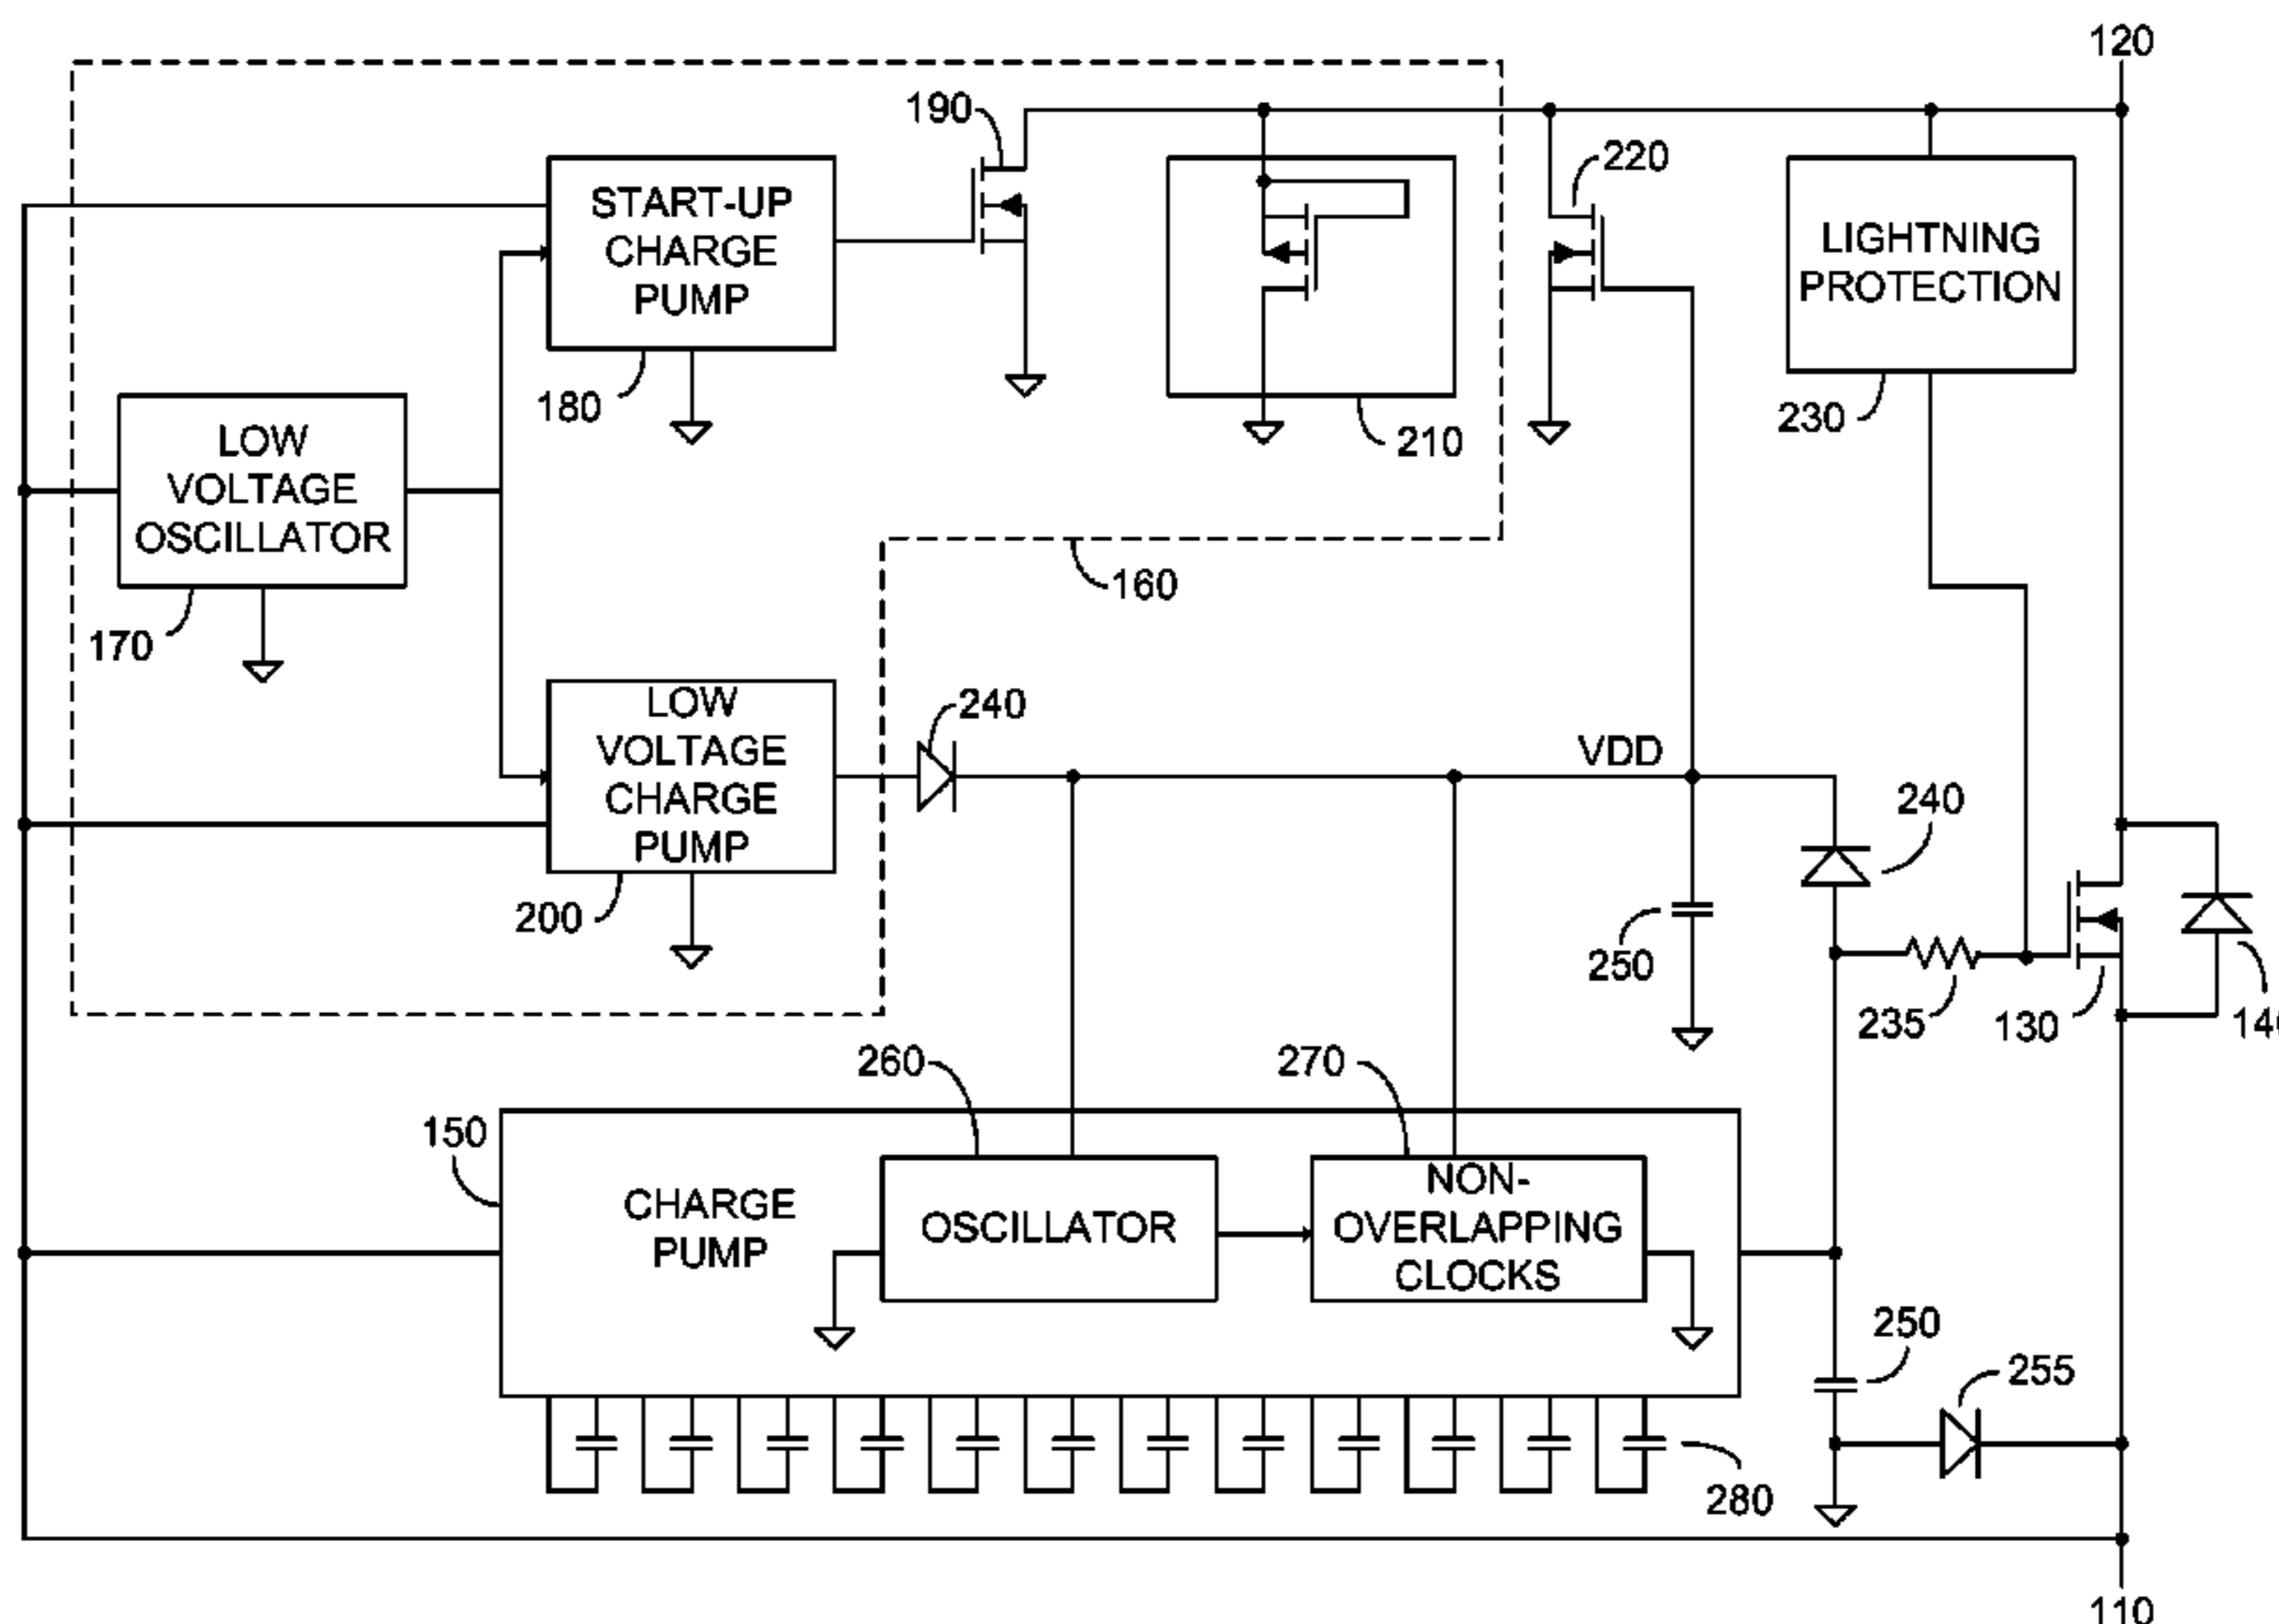 120
190
220
START-UP
CHARGE
PUMP
LIGHTNING
PROTECTION
180
210
230
LOW
VOLTAGE
OSCILLATOR
160
170
LOW
VOLTAGE
CHARGE
PUMP
240
VDD
240
200
250
235
130
260
270
150
CHARGE
PUMP
OSCILLATOR
NON-
OVERLAPPING
CLOCKS
250
255
280
110